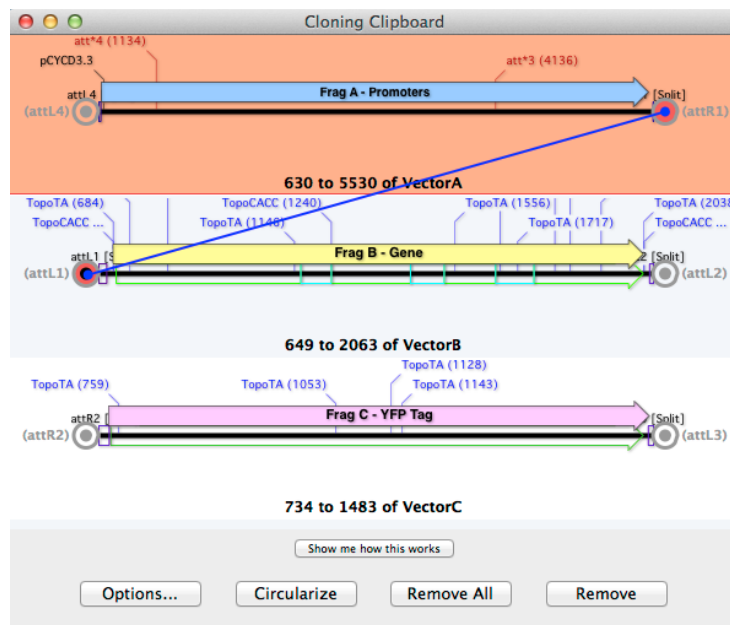 Cloning Clipboard
att*4 (1134)
pCYCD3.3
att*3 (4136)
attL4
Frag A - Promoters
[Split]
(attL4)
(attR1)
630 to 5530 of VectorA
TopoTA (684)
TopoCACC (1240)
TopoTA (1556)
TopoTA (2038
TopoCACC ...
TopoTA (1146)
TopoTA (1717)
TopoCACC ...
attL1 [S
Frag B - Gene
2 [Split]
(attL1)
(attL2)
649 to 2063 of VectorB
TopoTA (1128)
TopoTA (759)
TopoTA (1053)
TopoTA (1143)
attR2 [
Frag C - YFP Tag
[Split]
(attR2)
(attL3)
734 to 1483 of VectorC
Show me how this works
Options...
Circularize
Remove All
Remove